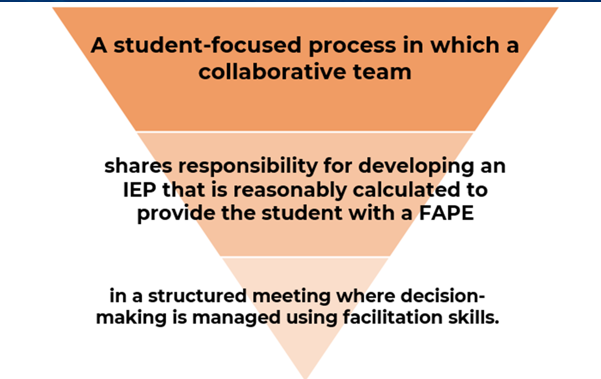 A student-focused process in which a
collaborative team
shares responsibility for developing an
IEP that is reasonably calculated to
provide the student with a FAPE
in a structured meeting where decision-
making is managed using facilitation skills.